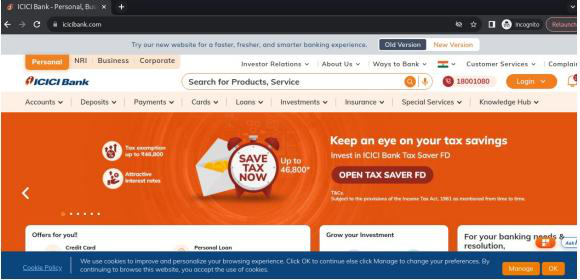 ICICI Bank - Personal, Bus
icicibank.com
Incognito
Relaunch
Try our new website for a faster, fresher, and smarter banking experience. Old Version New Version
Personal NRI Business Corporate
Investor Relations About Us Ways to Bank Customer Services Complain
ICICI Bank
Search for Products, Service
18001080
Login
Accounts Deposits Payments Cards Loans Investments Insurance Special Services Knowledge Hub
Tax exemption
up to ₹46,800
Attractive
interest rates
SAVE
TAX
NOW
Up to
46,800*
Keep an eye on your tax savings
Invest in ICICI Bank Tax Saver FD
OPEN TAX SAVER FD
T&Cs.
Subject to the provisions of the Income Tax Act, 1961 as mentioned from time to time.
Offers for you!!
Credit Card
Personal Loan
Grow your Investment
For your banking needs &
resolution,
Cookie Policy
We use cookies to improve and personalize your browsing experience. Click OK to continue else click Manage to change your preferences. By
continuing to browse this website, you accept the use of cookies.
Manage OK